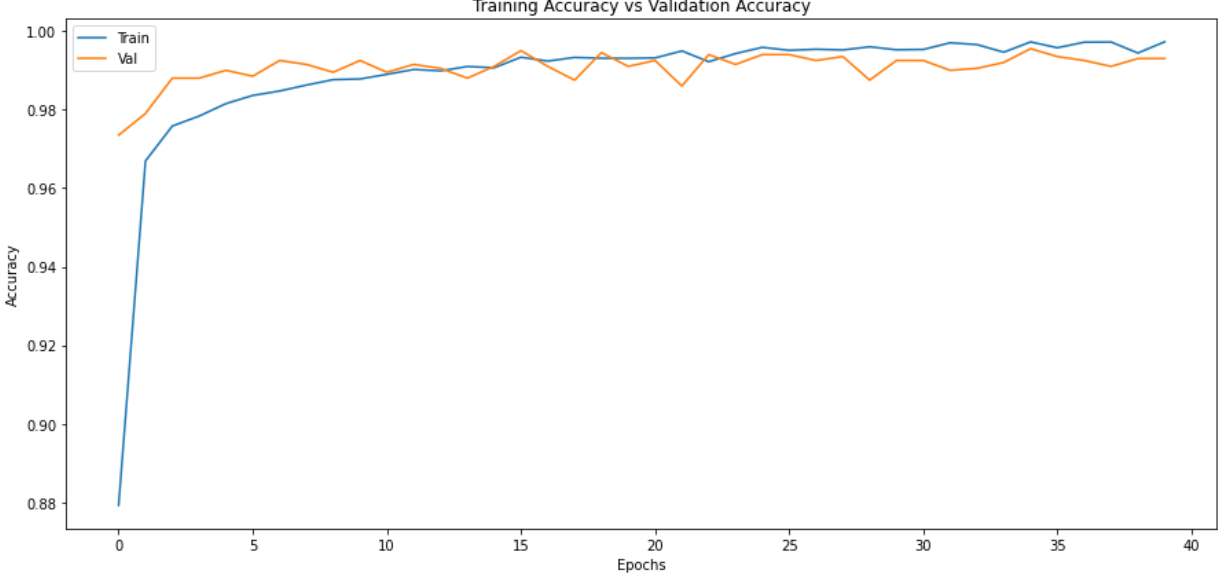 Training Accuracy vs Validation Accuracy
Train
Val
1.00
0.98
0.96
0.94
0.92
0.90
0.88
Accuracy
0 5 10 15 20 25 30 35 40
Epochs